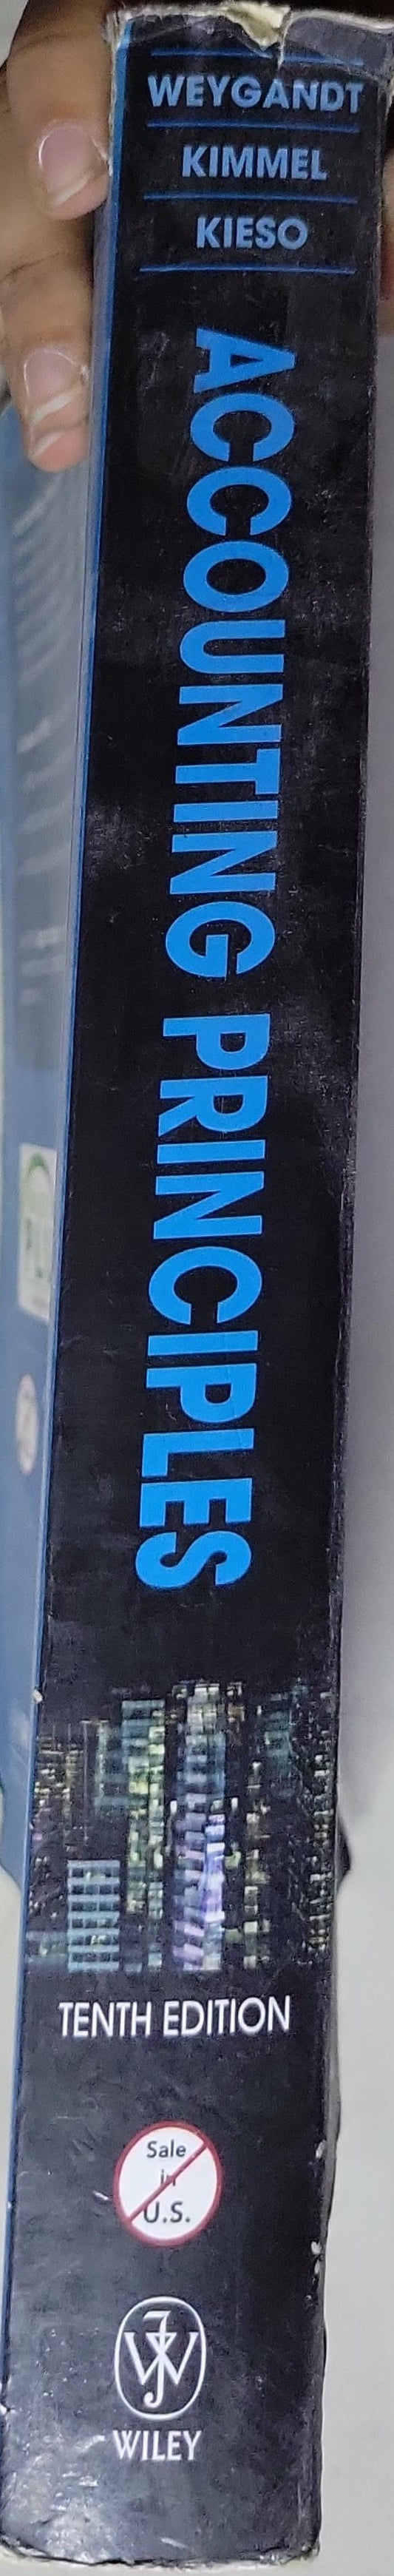 WEYGANDT
KIMMEL
KIESO
ACCOUNTING PRINCIPLES
TENTH EDITION
Sale
in
U.S.
WILEY